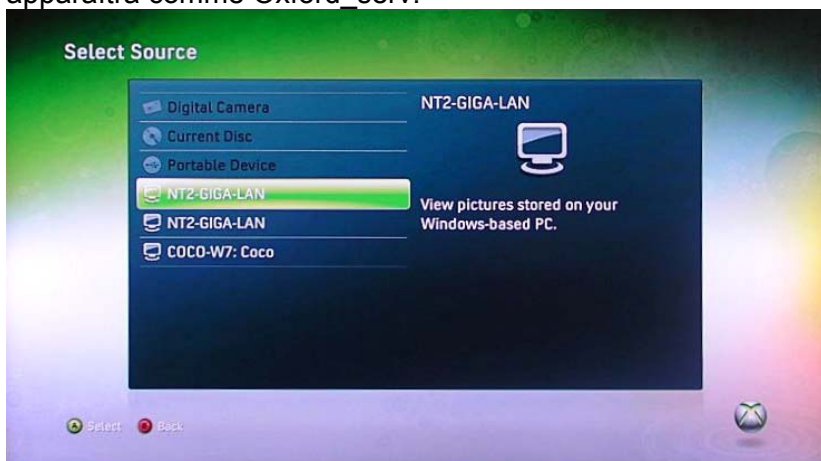 Select Source
Digital Camera
Current Disc
Portable Device
NT2-GIGA-LAN
NT2-GIGA-LAN
COCO-W7: Coco
NT2-GIGA-LAN
View pictures stored on your
Windows-based PC.
A Select B Back